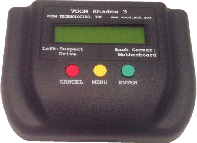 VOOM Shadow 3
VOOM TECHNOLOGIES, INC
Left:Suspect
Drive
Back Corner:
Motherboard
CANCEL MENU ENTER